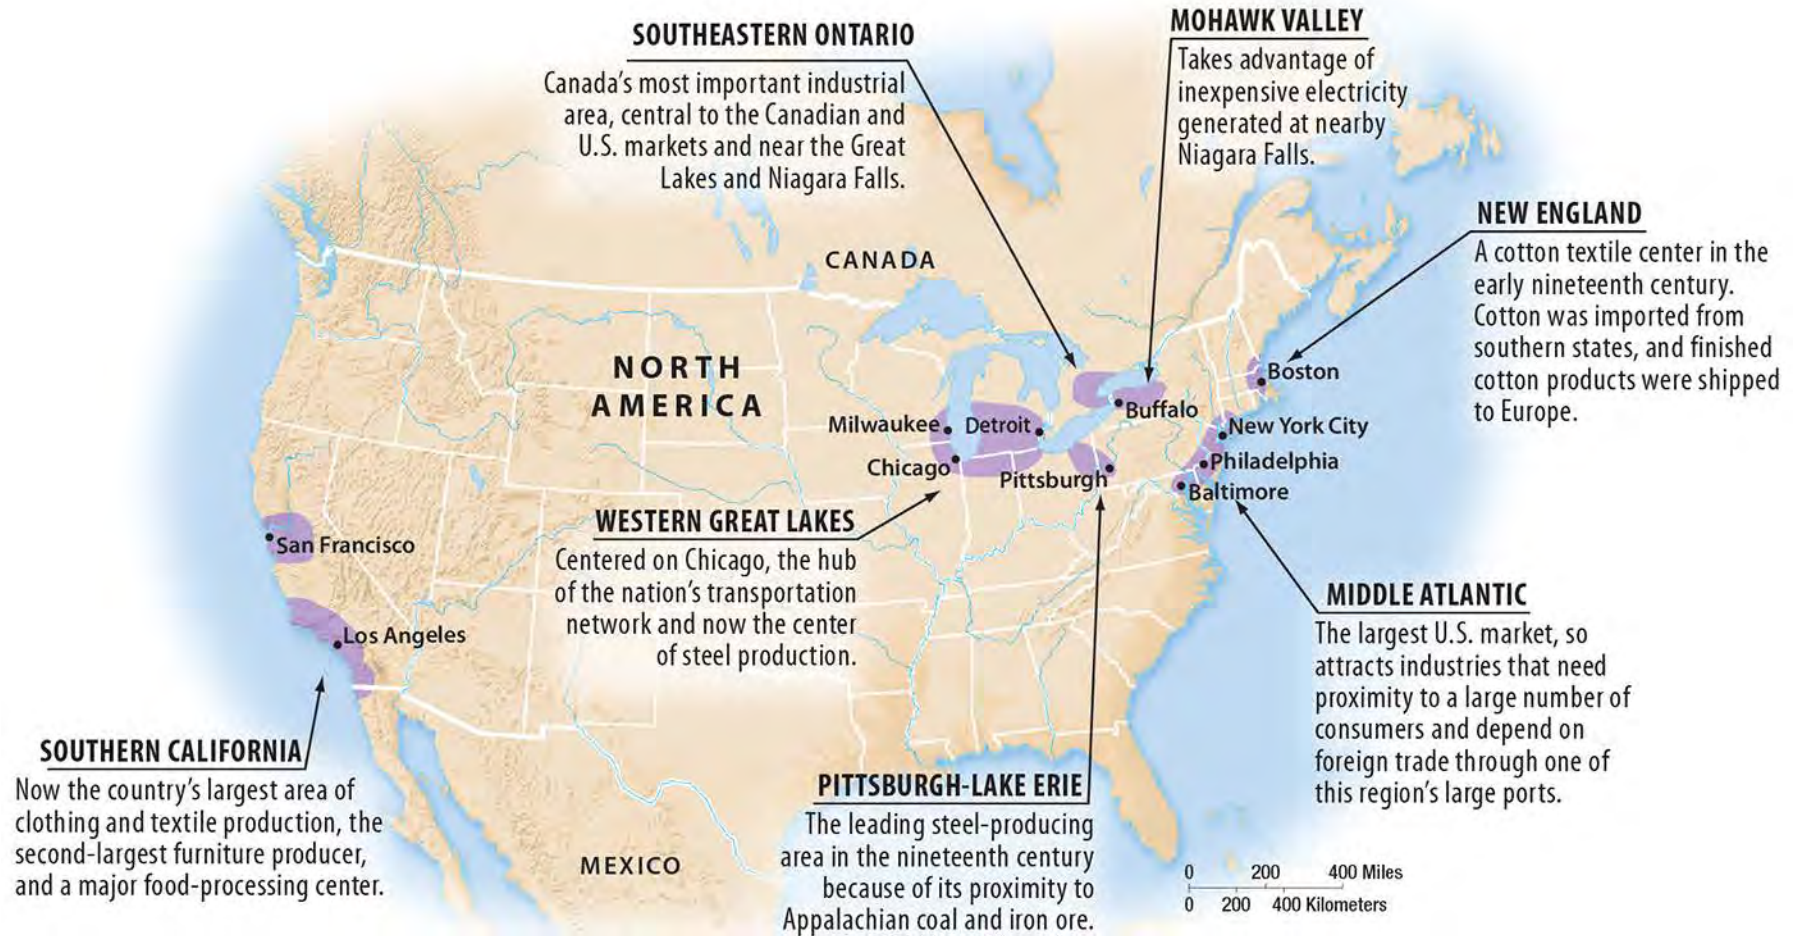 SOUTHEASTERN ONTARIO
Canada's most important industrial
area, central to the Canadian and
U.S. markets and near the Great
Lakes and Niagara Falls.
MOHAWK VALLEY
Takes advantage of
inexpensive electricity
generated at nearby
Niagara Falls.
NEW ENGLAND
A cotton textile center in the
early nineteenth century.
Cotton was imported from
southern states, and finished
cotton products were shipped
to Europe.
CANADA
NORTH
AMERICA
Boston
Buffalo
Milwaukee
Detroit
New York City
Chicago
Pittsburgh
Philadelphia
Baltimore
WESTERN GREAT LAKES
Centered on Chicago, the hub
of the nation's transportation
network and now the center
of steel production.
San Francisco
Los Angeles
MIDDLE ATLANTIC
The largest U.S. market, so
attracts industries that need
proximity to a large number of
consumers and depend on
foreign trade through one of
this region's large ports.
SOUTHERN CALIFORNIA
Now the country's largest area of
clothing and textile production, the
second-largest furniture producer,
and a major food-processing center.
PITTSBURGH-LAKE ERIE
The leading steel-producing
area in the nineteenth century
because of its proximity to
Appalachian coal and iron ore.
MEXICO
0 200 400 Miles
0 200 400 Kilometers